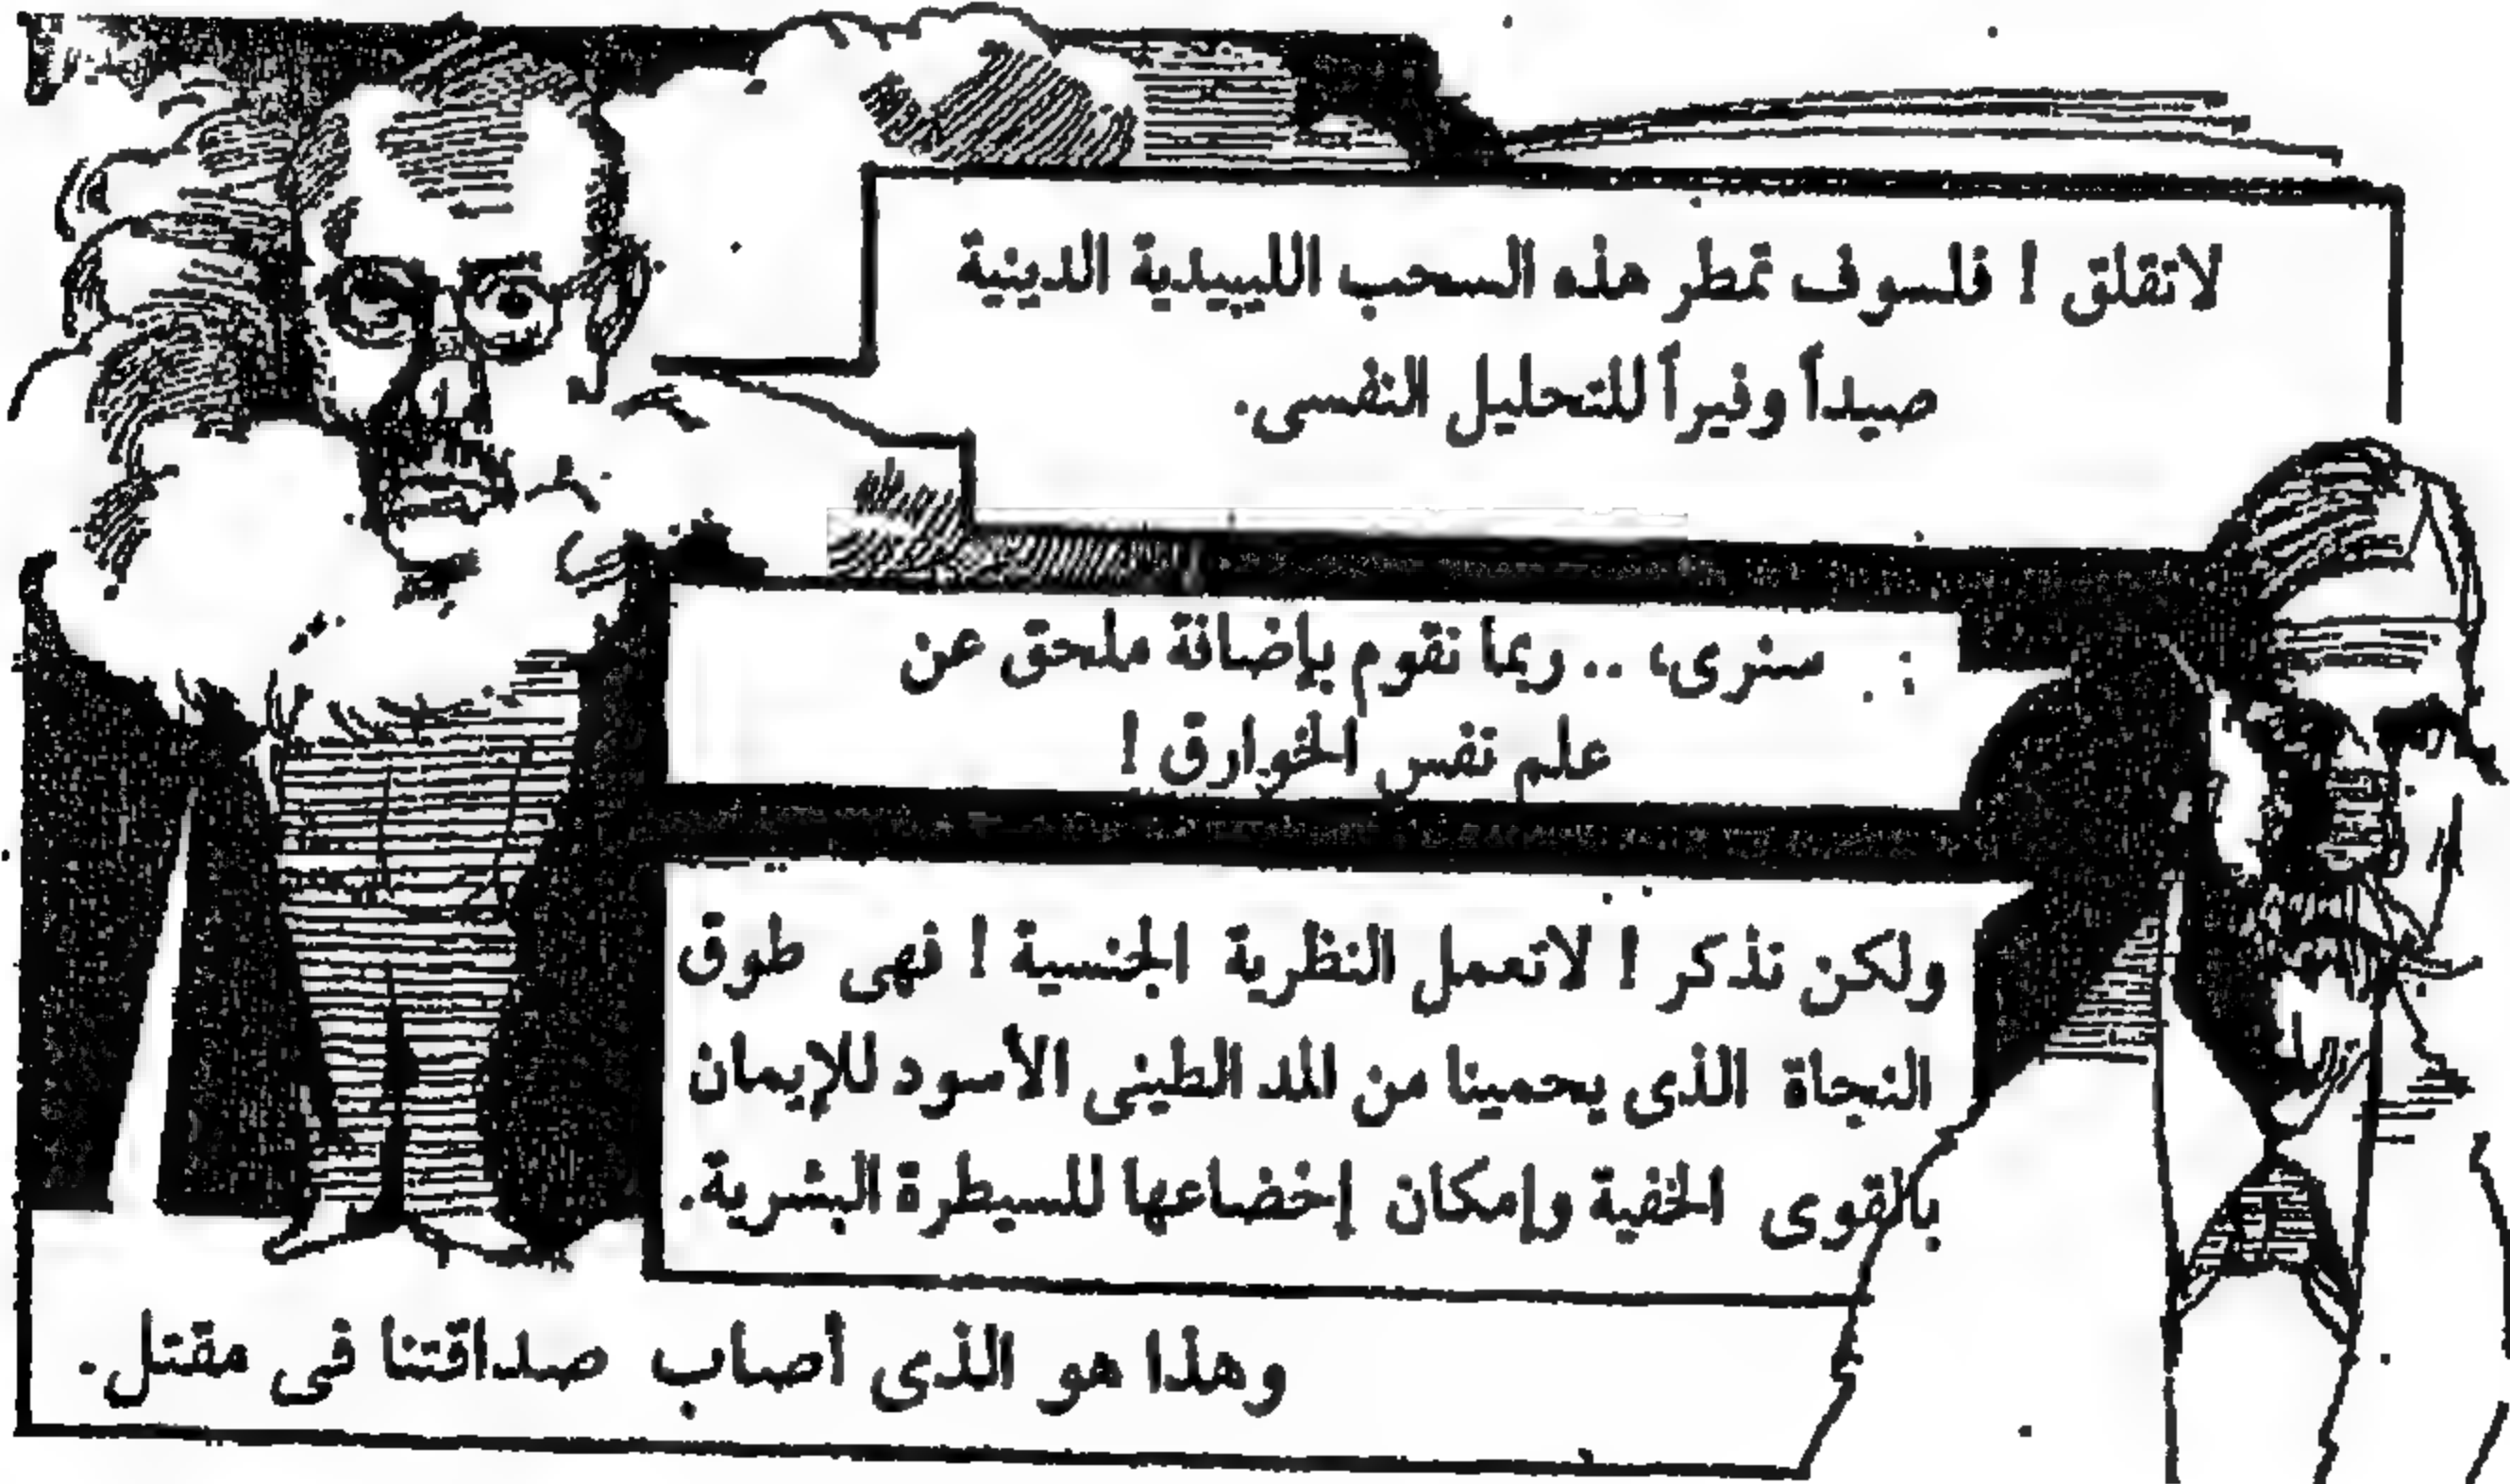 لاتقلق ! فلسوف تمطر هذه السحب الليبيدية الدينية
صيداً وفيراً للتحليل النفسى.
: سنرى، .. ربما نقوم بإضافة ملحق عن
علم نفس الخوارق !
ولكن تذكر ! لاتعمل النظرية الجنسية ! فهى طوق
النجاة الذى يحمينا من المد الطينى الأسود للإيمان
بالقوى الخفية وإمكان إخضاعها للسيطرة البشرية.
وهذا هو الذى أصاب صداقتنا فى مقتل.